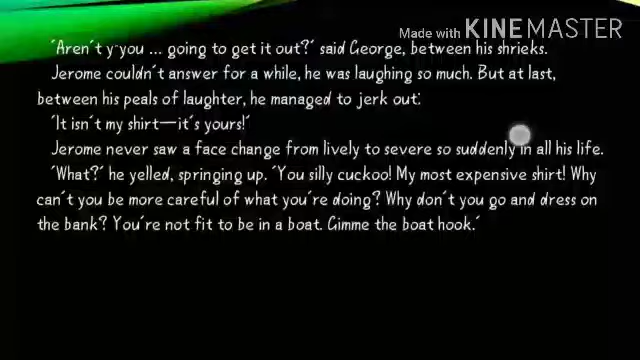 Made with KINEMASTER
'Aren't y-you ... going to get it out?' said George, between his shrieks.
Jerome couldn't answer for a while, he was laughing so much. But at last,
between his peals of laughter, he managed to jerk out:
'It isn't my shirt—it's yours!'
Jerome never saw a face change from lively to severe so suddenly in all his life.
'What?' he yelled, springing up. 'You silly cuckoo! My most expensive shirt! Why
can't you be more careful of what you're doing? Why don't you go and dress on
the bank? You're not fit to be in a boat. Gimme the boat hook.'